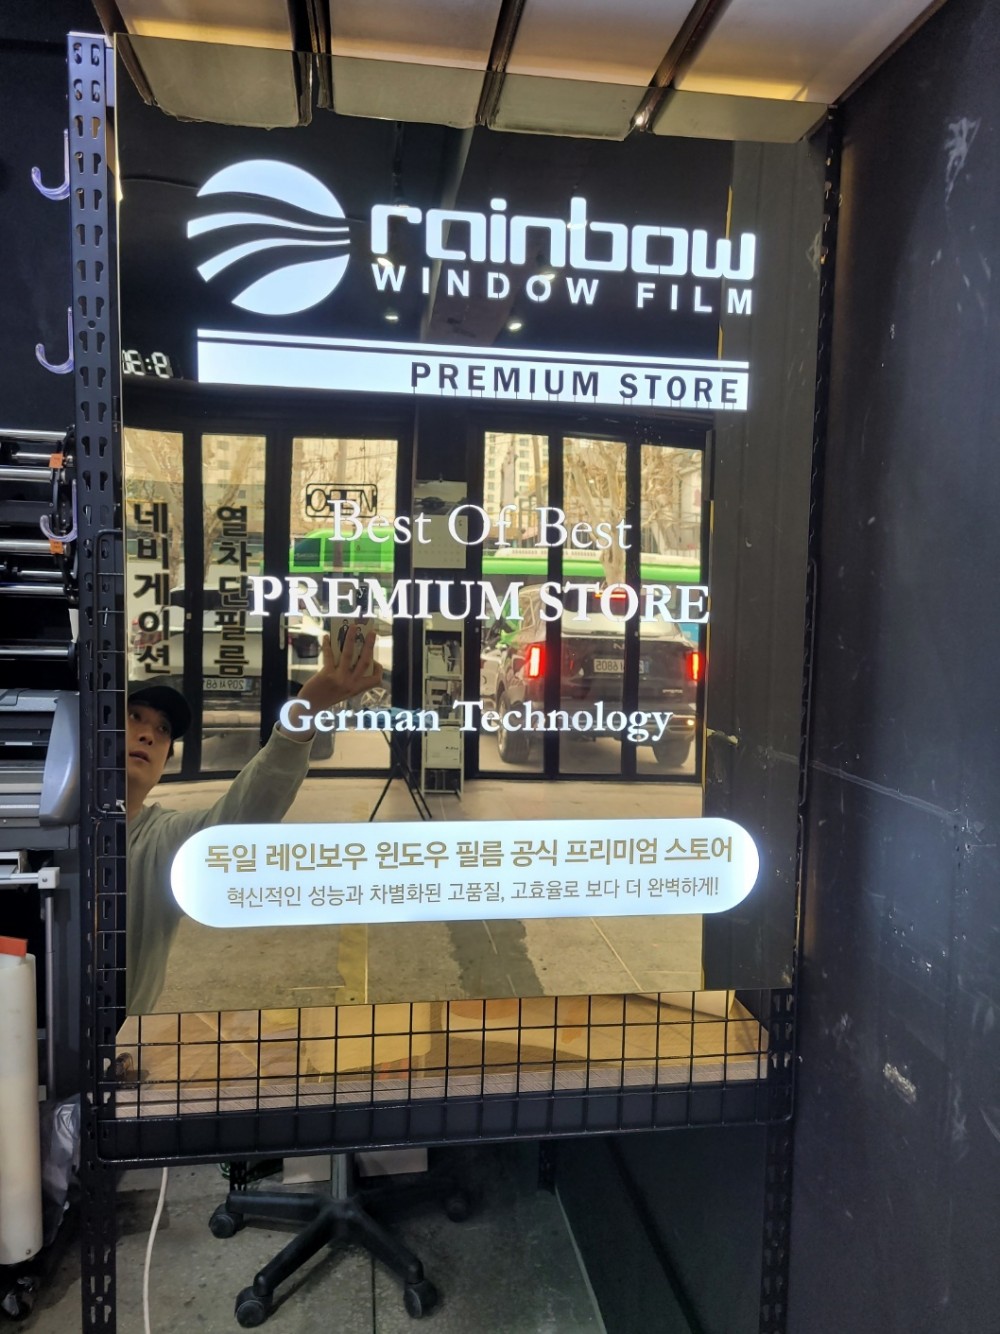 rainbow
WINDOW FILM
PREMIUM STORE
OPEN
Best Of Best
PREMIUM STORE
German Technology
네비게이션
열차단필름
독일 레인보우 윈도우 필름 공식 프리미엄 스토어
혁신적인 성능과 차별화된 고품질, 고효율로 보다 더 완벽하게!